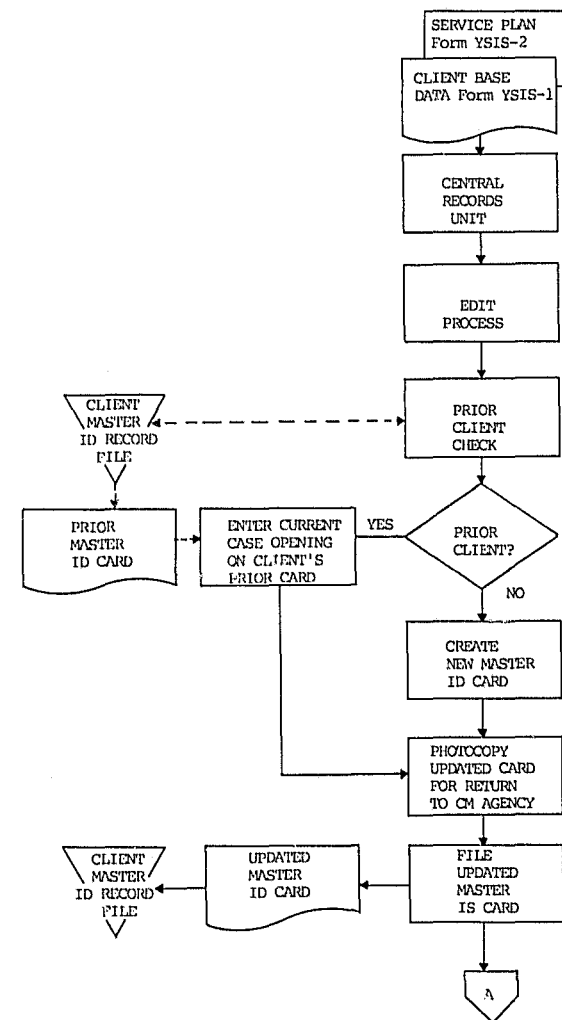 SERVICE PLAN
Form YSIS-2
CLIENT BASE
DATA Form YSIS-1
CENTRAL
RECORDS
UNIT
EDIT
PROCESS
CLIENT
MASTER
ID RECORD
FILE
PRIOR
CLIENT
CHECK
PRIOR
MASTER
ID CARD
ENTER CURRENT
CASE OPENING
ON CLIENT'S
PRIOR CARD
YES
PRIOR
CLIENT?
NO
CREATE
NEW MASTER
ID CARD
PHOTOCOPY
UPDATED CARD
FOR RETURN
TO CM AGENCY
CLIENT
MASTER
ID RECORD
FILE
UPDATED
MASTER
ID CARD
FILE
UPDATED
MASTER
IS CARD
A